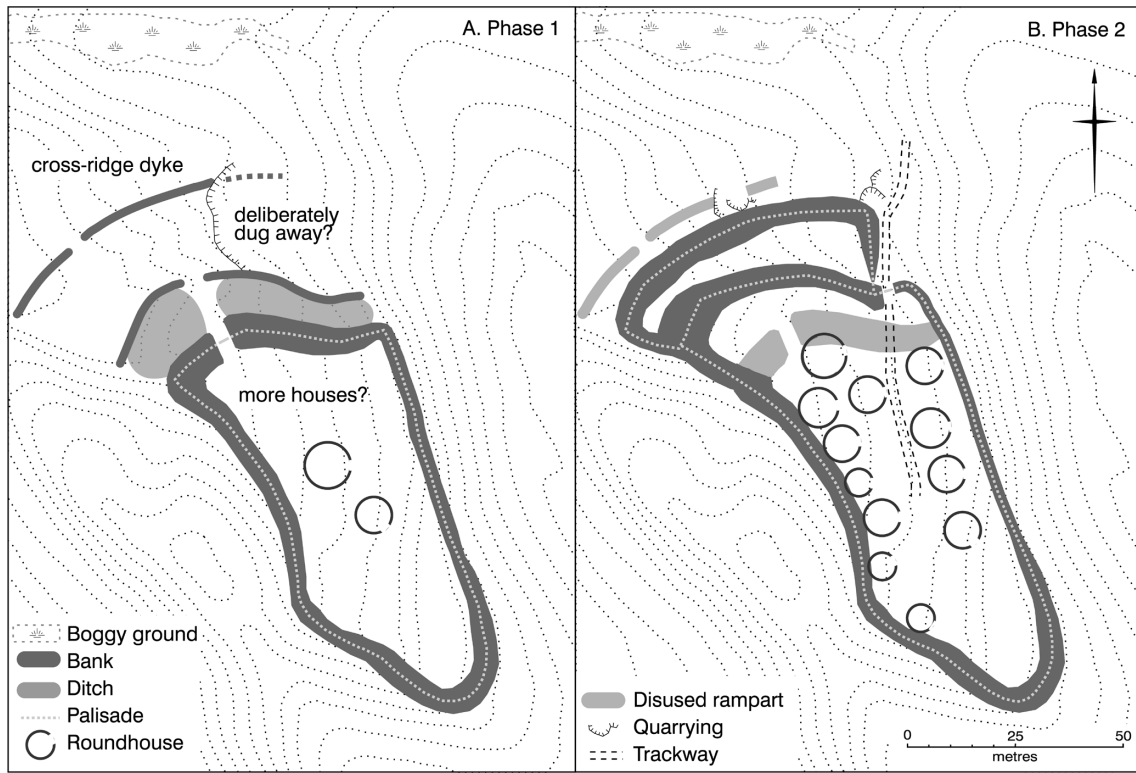 A. Phase 1
cross-ridge dyke
deliberately
dug away?
more houses?
Boggy ground
Bank
Ditch
Palisade
Roundhouse
B. Phase 2
Disused rampart
Quarrying
Trackway
0 25 50
metres